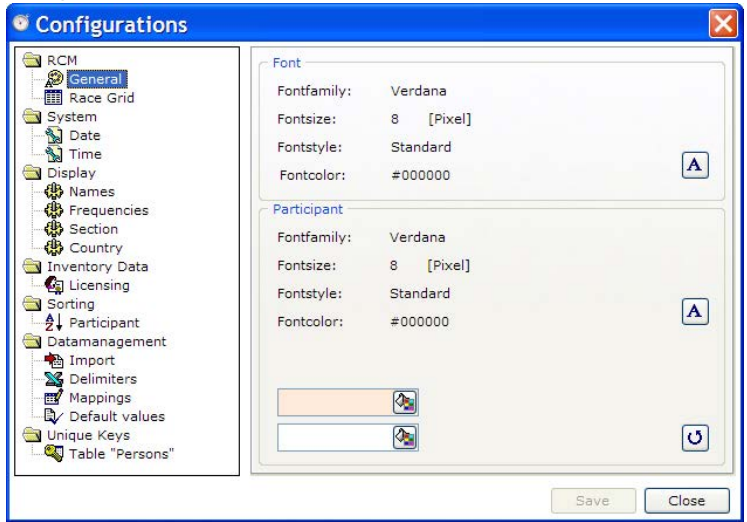 Configurations
RCM
General
Race Grid
System
Date
Time
Display
Names
Frequencies
Section
Country
Inventory Data
Licensing
Sorting
Participant
Datamanagement
Import
Delimiters
Mappings
Default values
Unique Keys
Table "Persons"
Font
Fontfamily: Verdana
Fontsize: 8 [Pixel]
Fontstyle: Standard
Fontcolor: #000000
A
Participant
Fontfamily: Verdana
Fontsize: 8 [Pixel]
Fontstyle: Standard
Fontcolor: #000000
A
Save Close